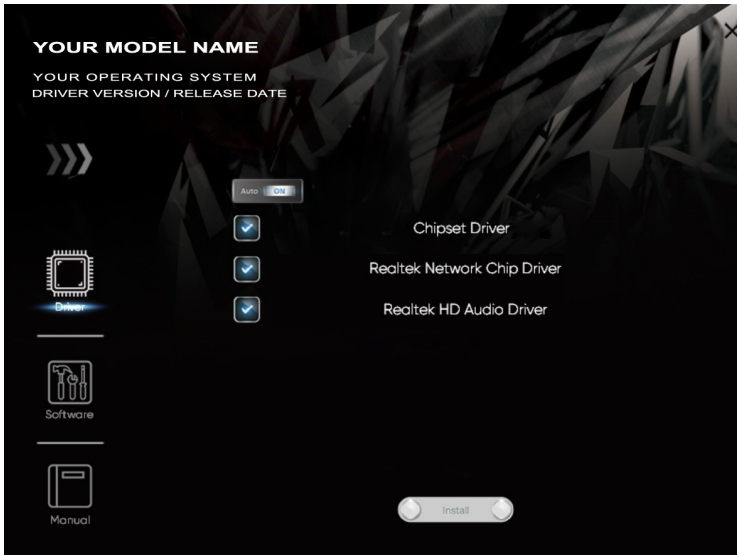 YOUR MODEL NAME
YOUR OPERATING SYSTEM
DRIVER VERSION / RELEASE DATE
Auto ON
Chipset Driver
Realtek Network Chip Driver
Realtek HD Audio Driver
Driver
Software
Manual
Install